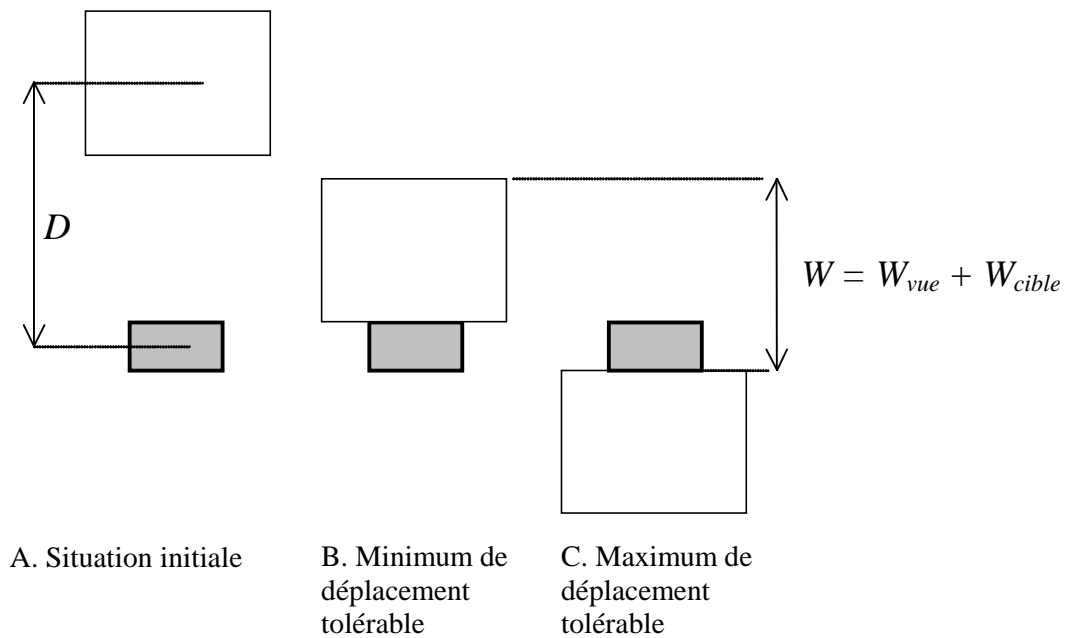 D
W = W_vue + W_cible
A. Situation initiale
B. Minimum de
déplacement
tolérable
C. Maximum de
déplacement
tolérable